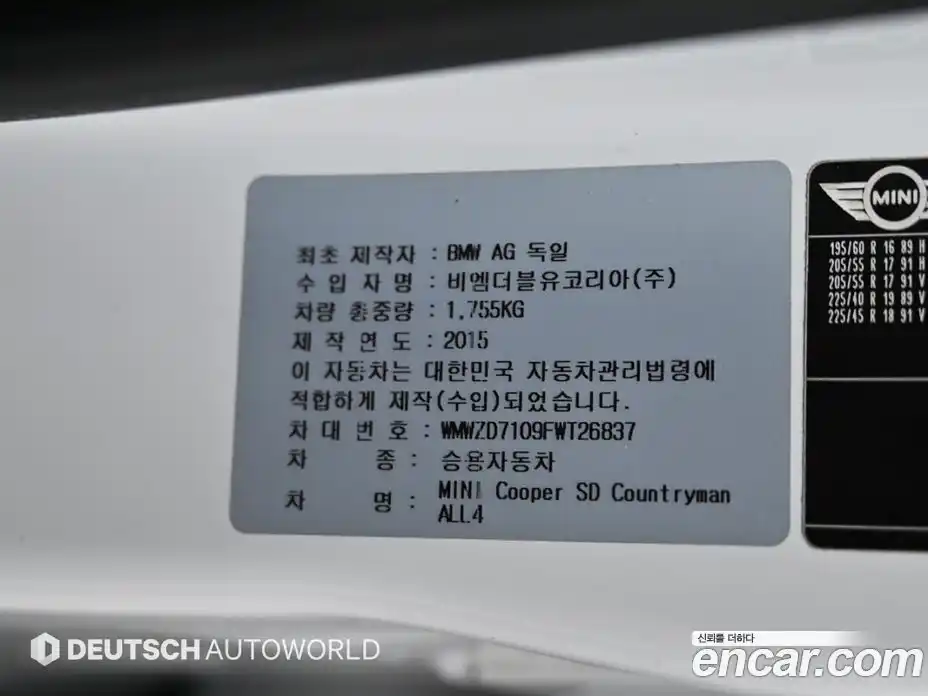 최초 제작자 : BMW AG 독일
수 입 자 명 : 비엠더블유코리아(주)
차량 총중량 : 1,755KG
제 작 연 도 : 2015
이 자동차는 대한민국 자동차관리법령에
적합하게 제작(수입)되었습니다.
차 대 번 호 : WMWZD7109FWT26837
차 종 : 승용자동차
차 명 : MINI Cooper SD Countryman
ALL4
MINI
195/60 R 16 89 H
205/55 R 17 91 H
205/55 R 17 91 V
225/40 R 19 89 V
225/45 R 18 91 V
DEUTSCH AUTOWORLD
신뢰를 더하다
encar.com